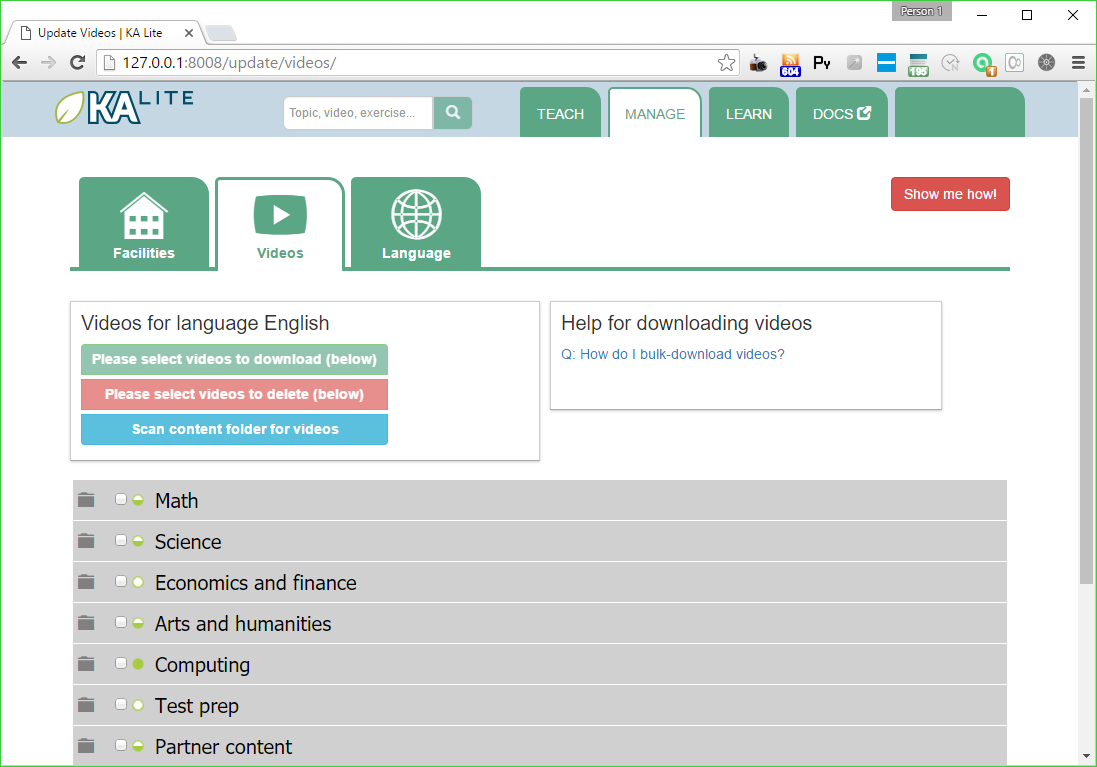 Person 1
Update Videos | KA Lite
127.0.0.1:8008/update/videos/
604
Py
165
1
KA LITE
Topic, video, exercise...
TEACH
MANAGE
LEARN
DOCS
Facilities
Videos
Language
Show me how!
Videos for language English
Please select videos to download (below)
Please select videos to delete (below)
Scan content folder for videos
Help for downloading videos
Q: How do I bulk-download videos?
Math
Science
Economics and finance
Arts and humanities
Computing
Test prep
Partner content